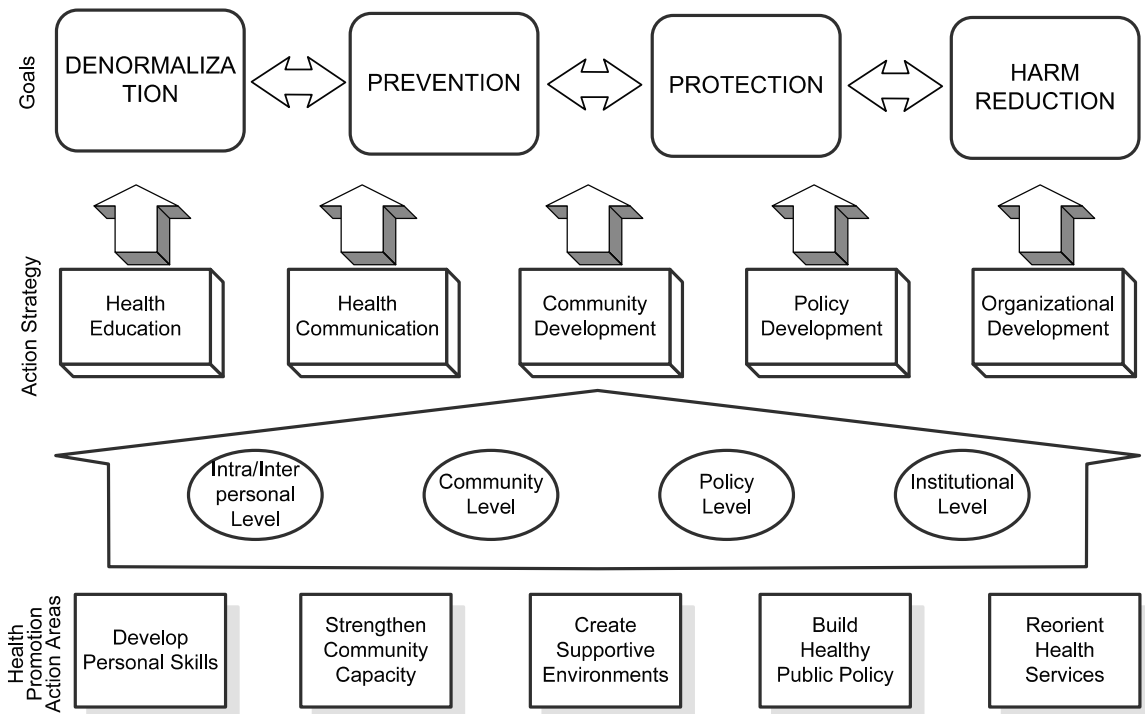 Goals
DENORMALIZA
TION
PREVENTION
PROTECTION
HARM
REDUCTION
Action Strategy
Health
Education
Health
Communication
Community
Development
Policy
Development
Organizational
Development
Intra/Inter
personal
Level
Community
Level
Policy
Level
Institutional
Level
Health
Promotion
Action Areas
Develop
Personal Skills
Strengthen
Community
Capacity
Create
Supportive
Environments
Build
Healthy
Public Policy
Reorient
Health
Services